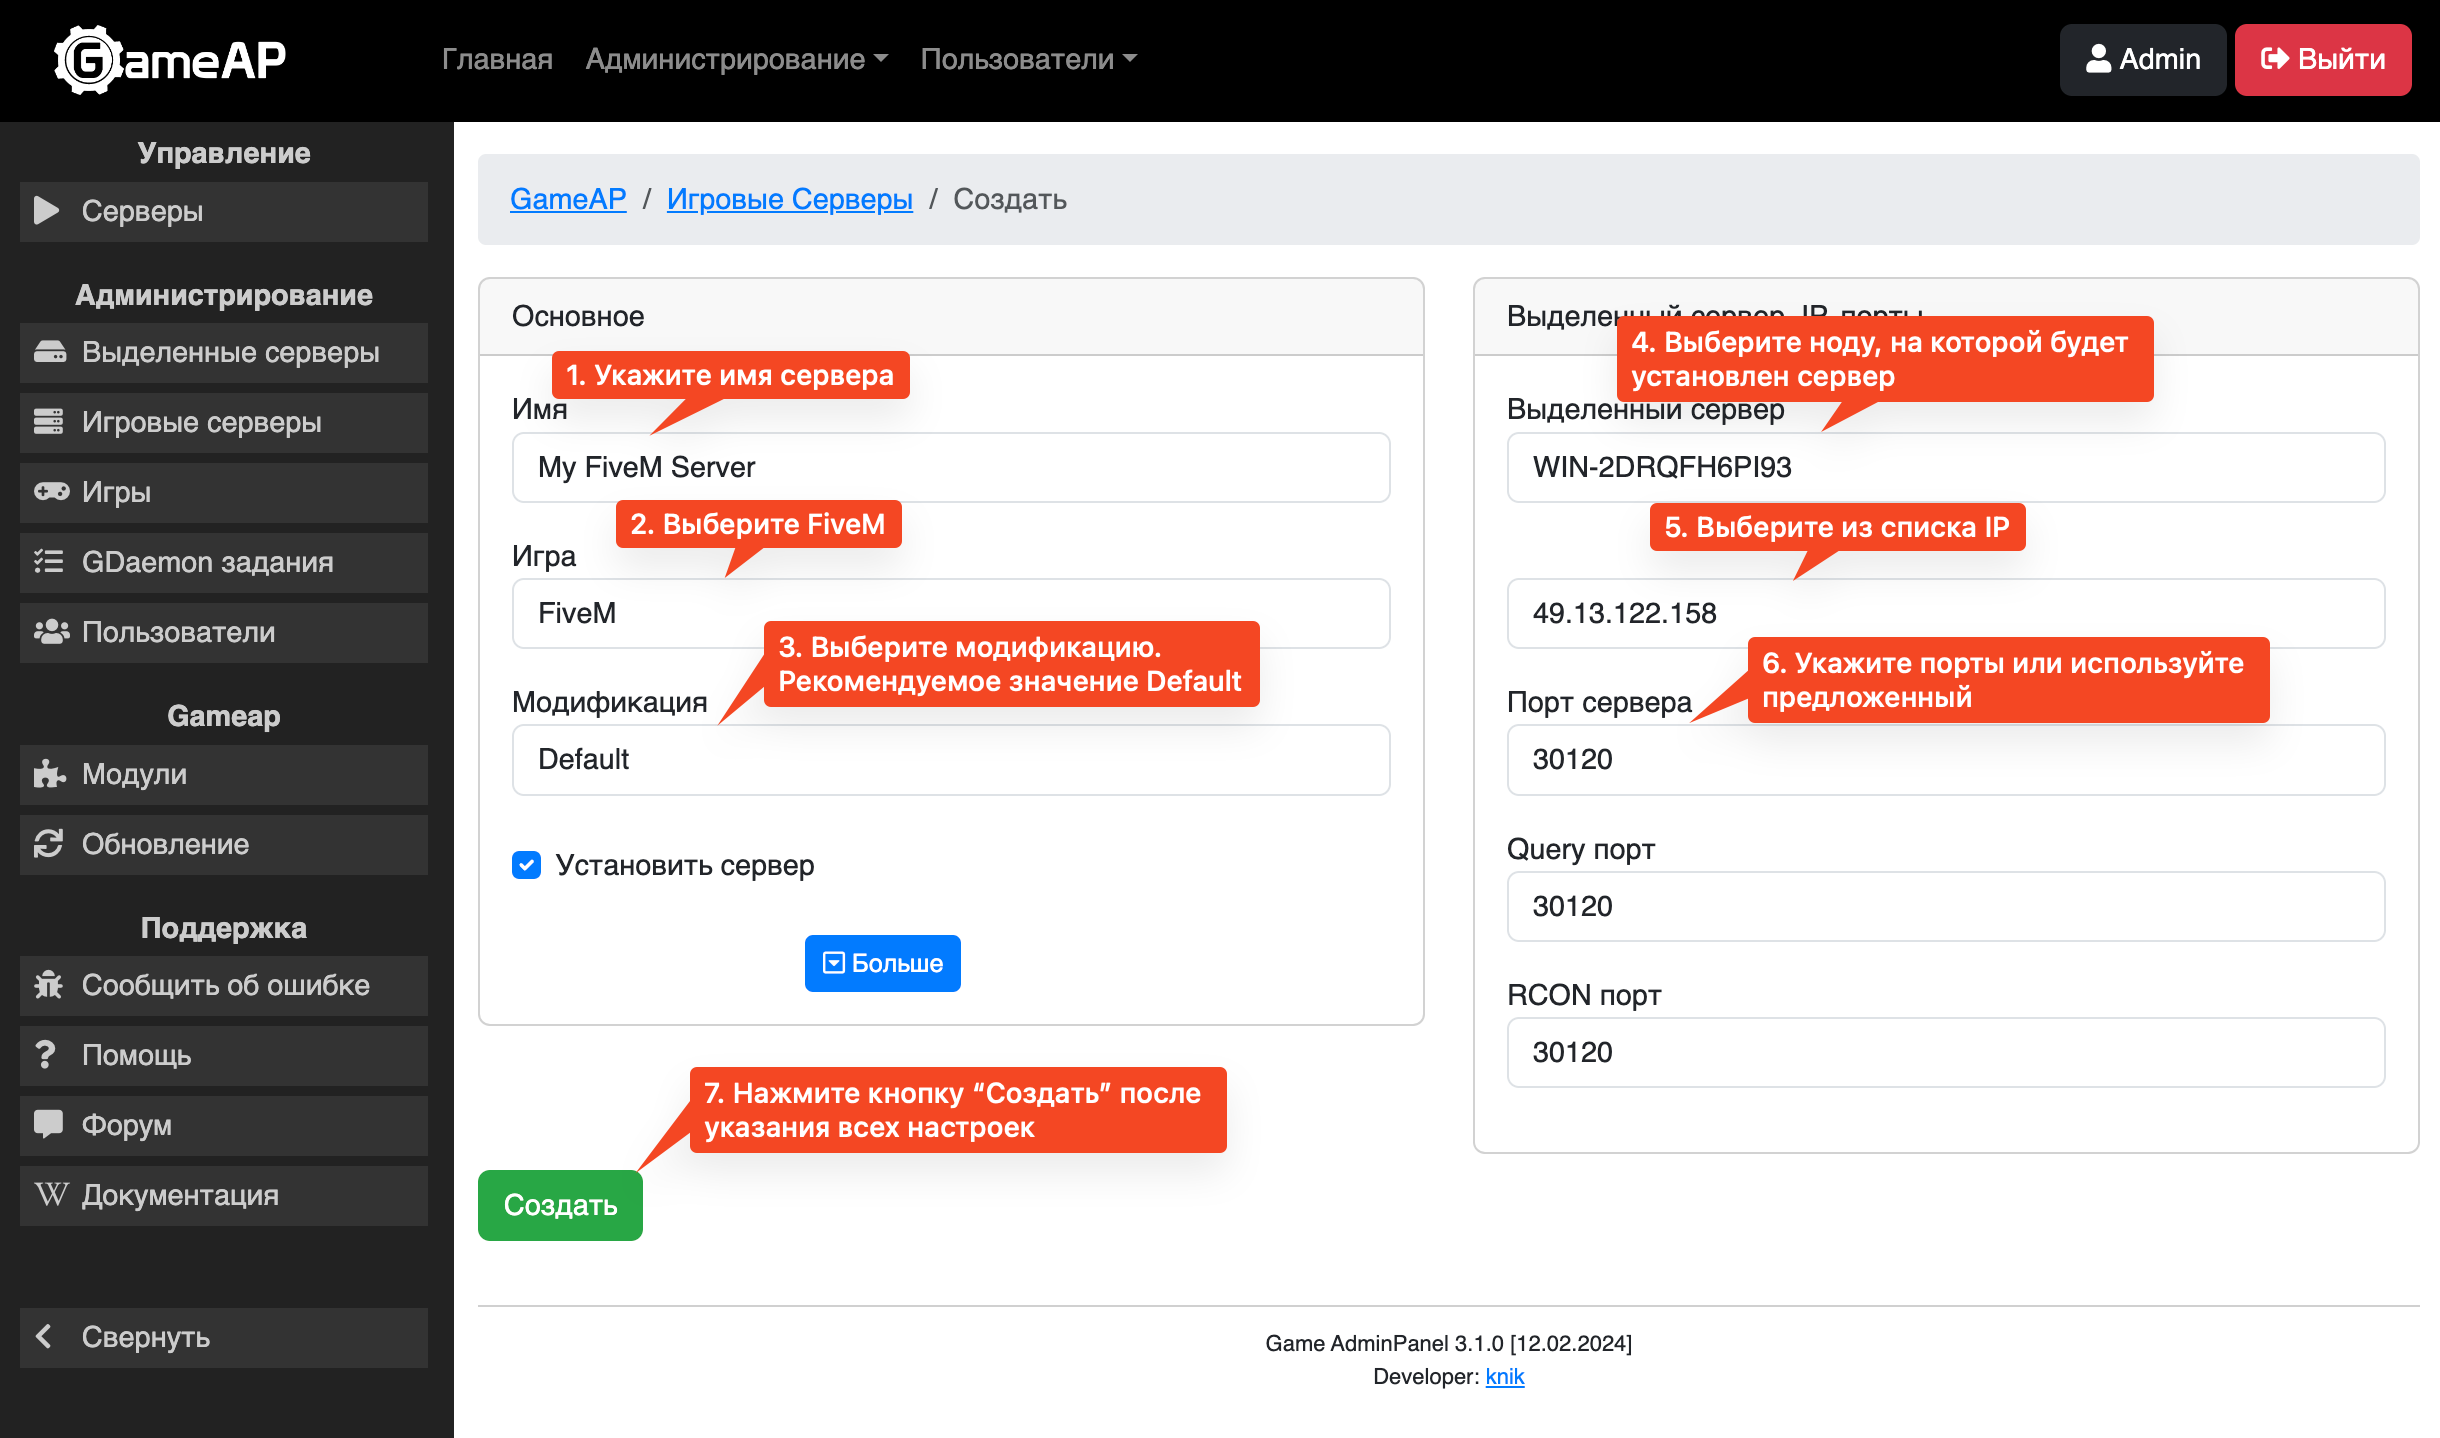 GameAP
Главная
Администрирование
Пользователи
Admin
Выйти
Управление
Серверы
Администрирование
Выделенные серверы
Игровые серверы
Игры
GDaemon задания
Пользователи
Gameap
Модули
Обновление
Поддержка
Сообщить об ошибке
Помощь
Форум
Документация
Свернуть
GameAP / Игровые Серверы / Создать
Основное
1. Укажите имя сервера
Имя
My FiveM Server
2. Выберите FiveM
Игра
FiveM
3. Выберите модификацию.
Рекомендуемое значение Default
Модификация
Default
Установить сервер
Больше
7. Нажмите кнопку “Создать” после
указания всех настроек
Создать
Выделенный сервер, IP, порты
4. Выберите ноду, на которой будет
установлен сервер
Выделенный сервер
WIN-2DRQFH6PI93
5. Выберите из списка IP
49.13.122.158
6. Укажите порты или используйте
предложенный
Порт сервера
30120
Query порт
30120
RCON порт
30120
Game AdminPanel 3.1.0 [12.02.2024]
Developer: knik